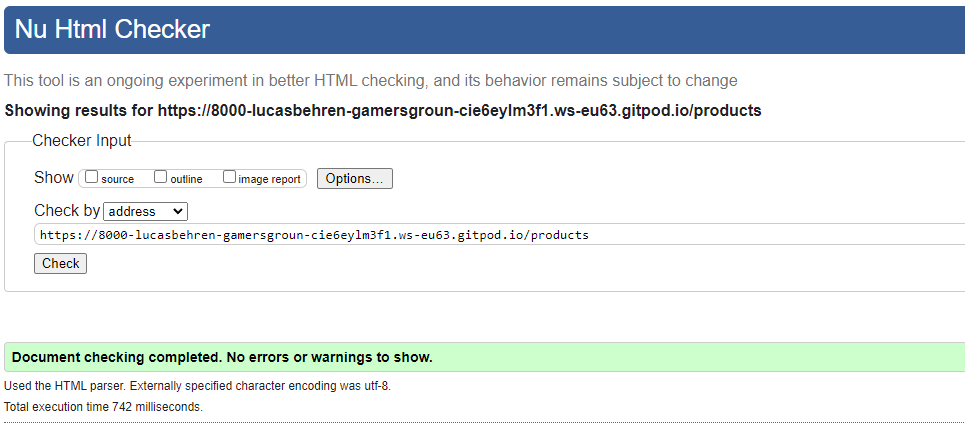 Nu Html Checker
This tool is an ongoing experiment in better HTML checking, and its behavior remains subject to change
Showing results for https://8000-lucasbehren-gamersgroun-cie6eylm3f1.ws-eu63.gitpod.io/products
Checker Input
Show source outline image report Options...
Check by address
https://8000-lucasbehren-gamersgroun-cie6eylm3f1.ws-eu63.gitpod.io/products
Check
Document checking completed. No errors or warnings to show.
Used the HTML parser. Externally specified character encoding was utf-8.
Total execution time 742 milliseconds.